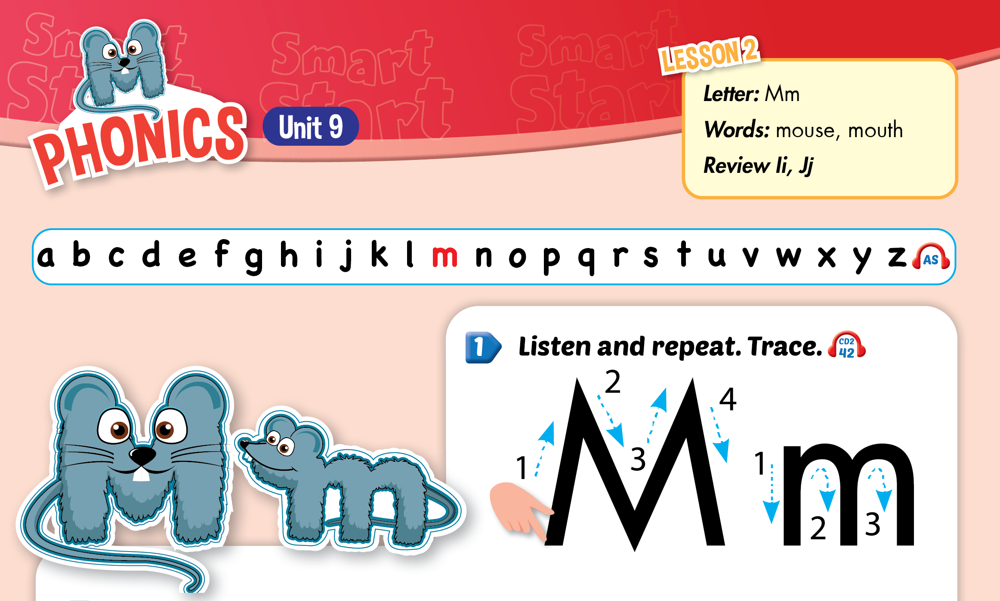 Smart
Start
Smart
Start
Smart
Start
PHONICS
Unit 9
LESSON 2
Letter: Mm
Words: mouse, mouth
Review Ii, Jj
a b c d e f g h i j k l m n o p q r s t u v w x y z AS
1 Listen and repeat. Trace. CD2 42
M m
1 2 3 4
1 2 3